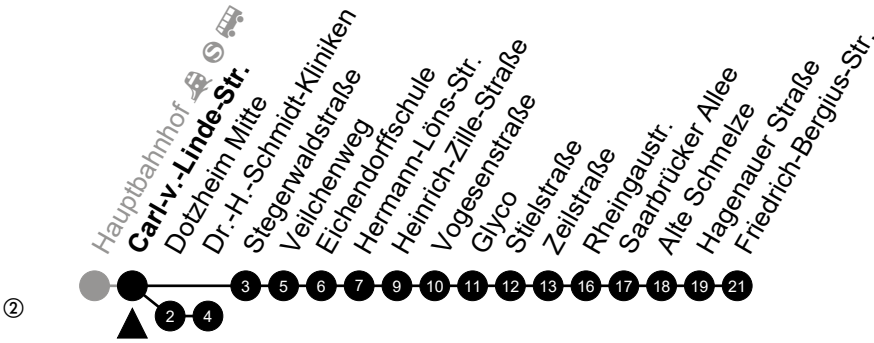 Hauptbahnhof
Carl-v.-Linde-Str.
Dotzheim Mitte
Dr.-H.-Schmidt-Kliniken
Stegerwaldstraße
Veilchenweg
Eichendorffschule
Hermann-Löns-Str.
Heinrich-Zille-Straße
Vogesenstraße
Glyco
Stielstraße
Zeilstraße
Rheingaustr.
Saarbrücker Allee
Alte Schmelze
Hagenauer Straße
Friedrich-Bergius-Str.
3 5 6 7 9 10 11 12 13 16 17 18 19 21
② 2 4